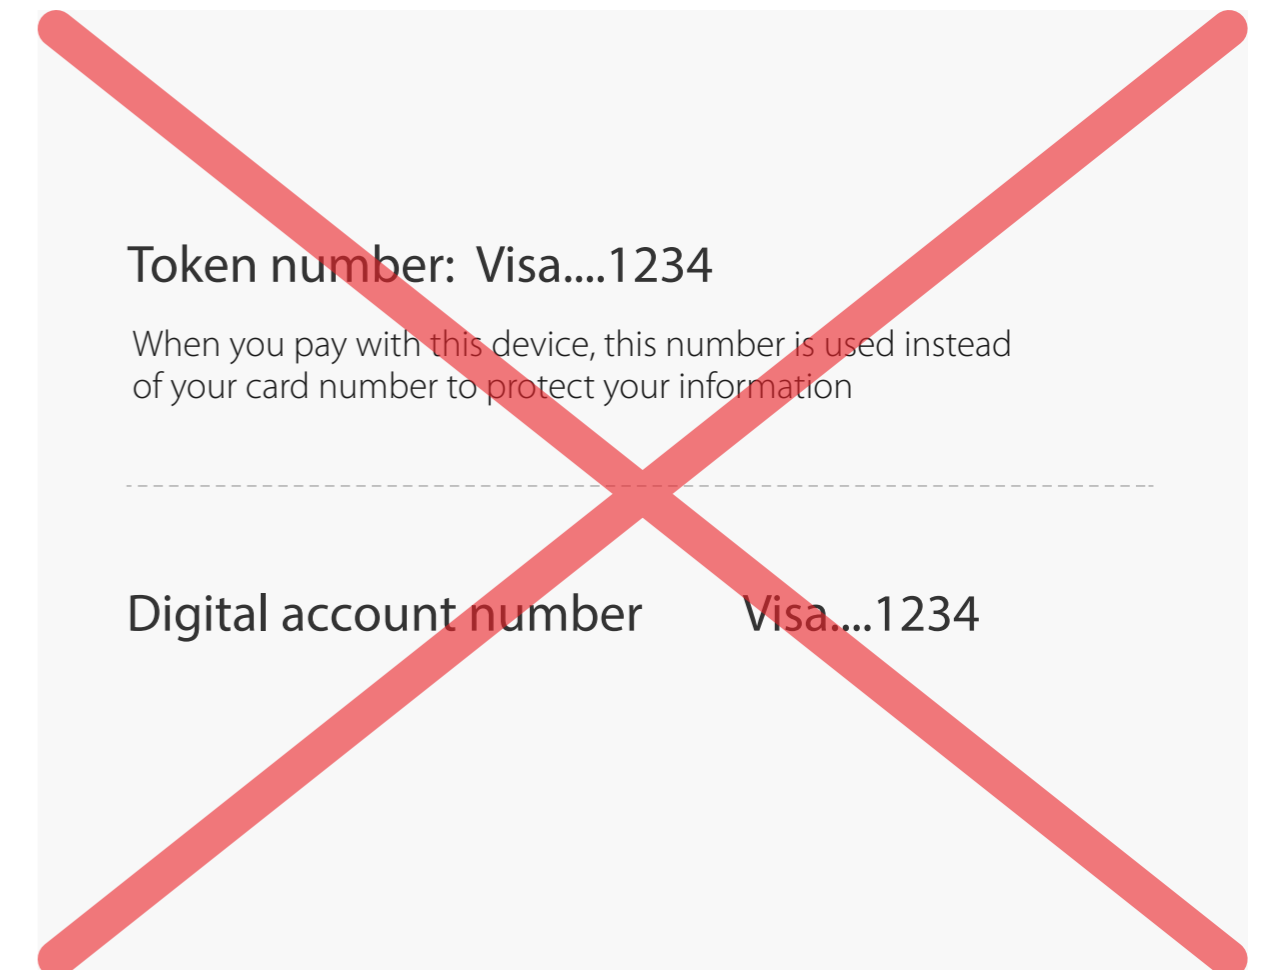 Token number: Visa....1234
When you pay with this device, this number is used instead
of your card number to protect your information
Digital account number Visa....1234